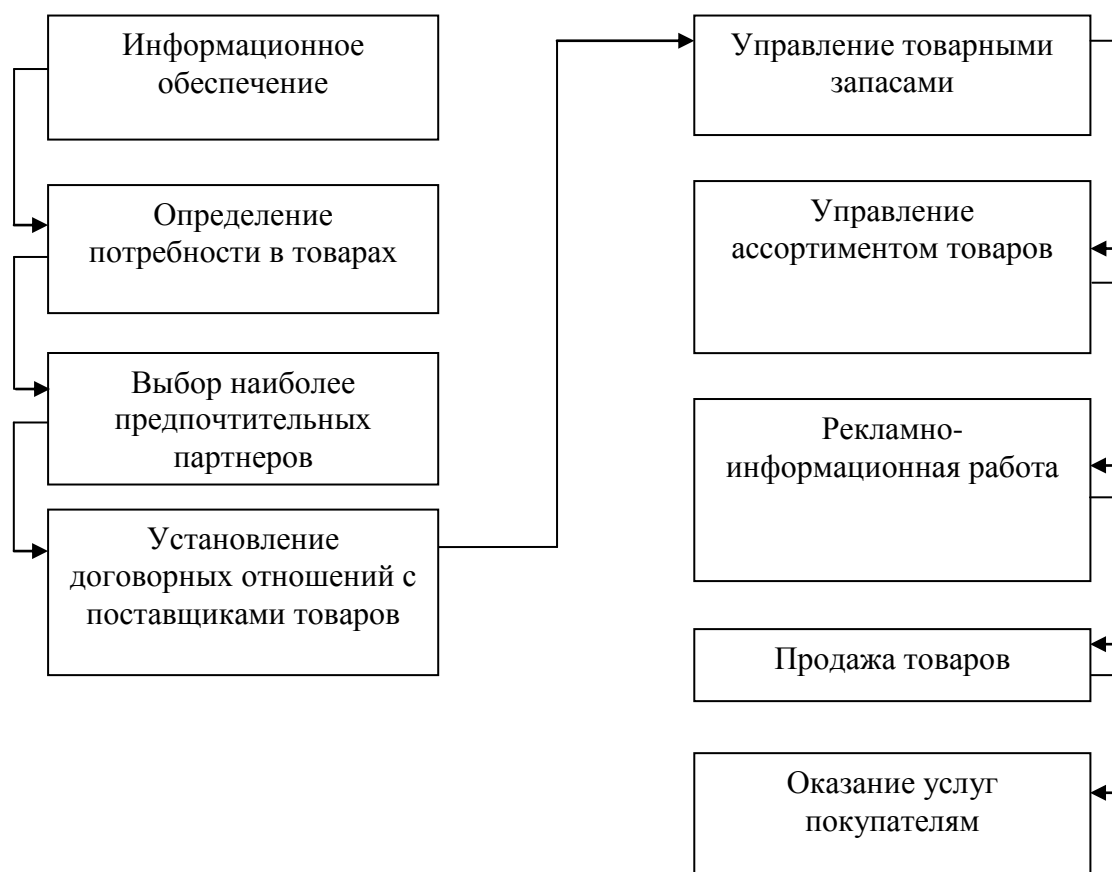 Информационное
обеспечение
Определение
потребности в товарах
Выбор наиболее
предпочтительных
партнеров
Установление
договорных отношений с
поставщиками товаров
Управление товарными
запасами
Управление
ассортиментом товаров
Рекламно-
информационная работа
Продажа товаров
Оказание услуг
покупателям